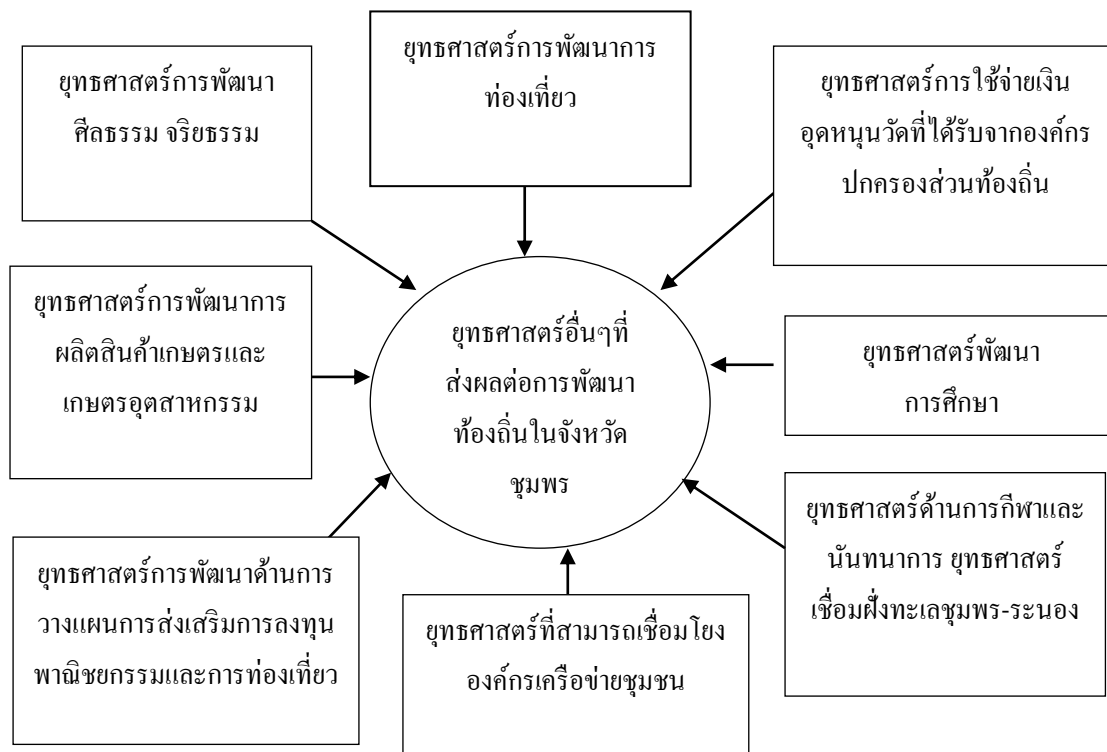 ยุทธศาสตร์การพัฒนา
ศีลธรรม จริยธรรม
ยุทธศาสตร์การพัฒนาการ
ท่องเที่ยว
ยุทธศาสตร์การใช้จ่ายเงิน
อุดหนุนวัดที่ได้รับจากองค์กร
ปกครองส่วนท้องถิ่น
ยุทธศาสตร์การพัฒนาการ
ผลิตสินค้าเกษตรและ
เกษตรอุตสาหกรรม
ยุทธศาสตร์อื่นๆที่
ส่งผลต่อการพัฒนา
ท้องถิ่นในจังหวัด
ชุมพร
ยุทธศาสตร์พัฒนา
การศึกษา
ยุทธศาสตร์การพัฒนาด้านการ
วางแผนการส่งเสริมการลงทุน
พาณิชยกรรมและการท่องเที่ยว
ยุทธศาสตร์ที่สามารถเชื่อมโยง
องค์กรเครือข่ายชุมชน
ยุทธศาสตร์ด้านการกีฬาและ
นันทนาการ ยุทธศาสตร์
เชื่อมฝั่งทะเลชุมพร-ระนอง